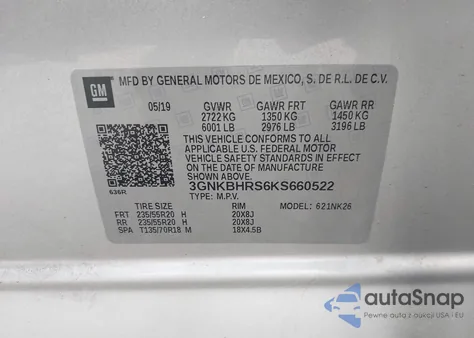 GM
MFD BY GENERAL MOTORS DE MEXICO, S. DE R.L. DE C.V.
05/19 GVWR GAWR FRT GAWR RR
2722 KG 1350 KG 1450 KG
6001 LB 2976 LB 3196 LB
THIS VEHICLE CONFORMS TO ALL
APPLICABLE U.S. FEDERAL MOTOR
VEHICLE SAFETY STANDARDS IN EFFECT
ON THE DATE OF MANUFACTURE
SHOWN ABOVE.
636R 3GNKBHRS6KS660522
TYPE: M.P.V. MODEL: 621NK26
TIRE SIZE RIM
FRT 235/55R20 H 20X8J
RR 235/55R20 H 20X8J
SPA T135/70R18 M 18X4.5B
autoSnap
Pewne auto z USA i EU